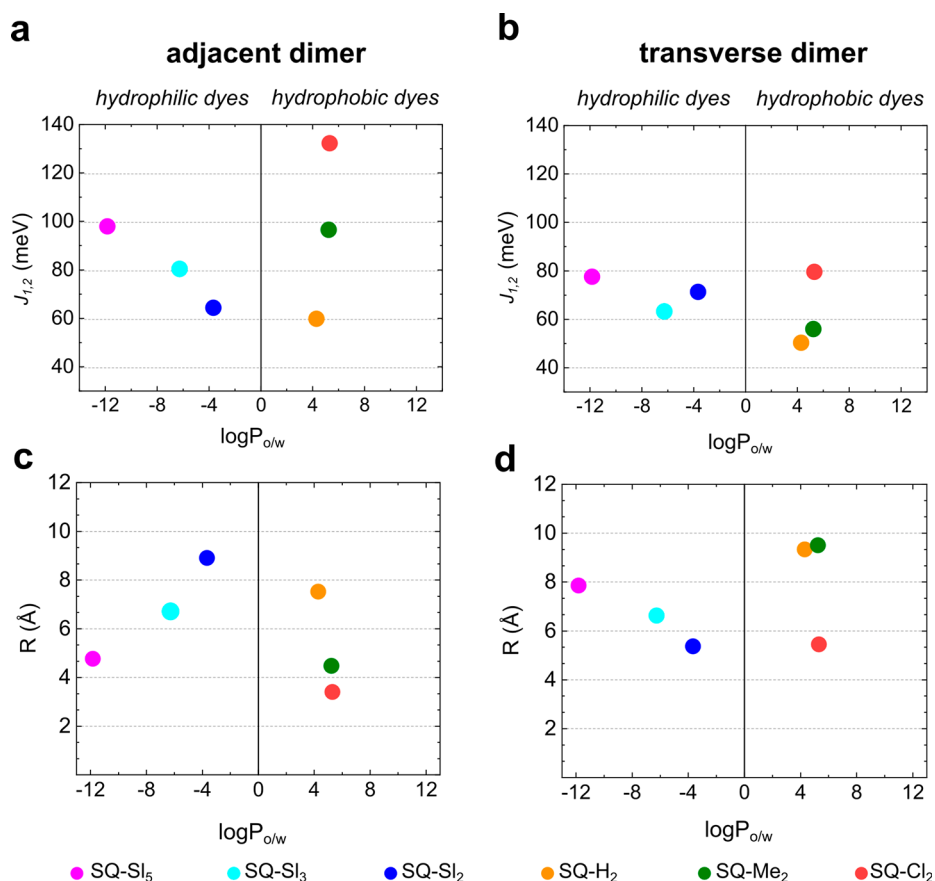 a
adjacent dimer
hydrophilic dyes hydrophobic dyes
140
120
100
80
60
40
J1,2 (meV)
-12 -8 -4 0 4 8 12
logPo/w
b
transverse dimer
hydrophilic dyes hydrophobic dyes
140
120
100
80
60
40
J1,2 (meV)
-12 -8 -4 0 4 8 12
logPo/w
c
12
10
8
6
4
2
R (Å)
-12 -8 -4 0 4 8 12
logPo/w
d
12
10
8
6
4
2
R (Å)
-12 -8 -4 0 4 8 12
logPo/w
SQ-SI5 SQ-SI3 SQ-SI2 SQ-H2 SQ-Me2 SQ-Cl2